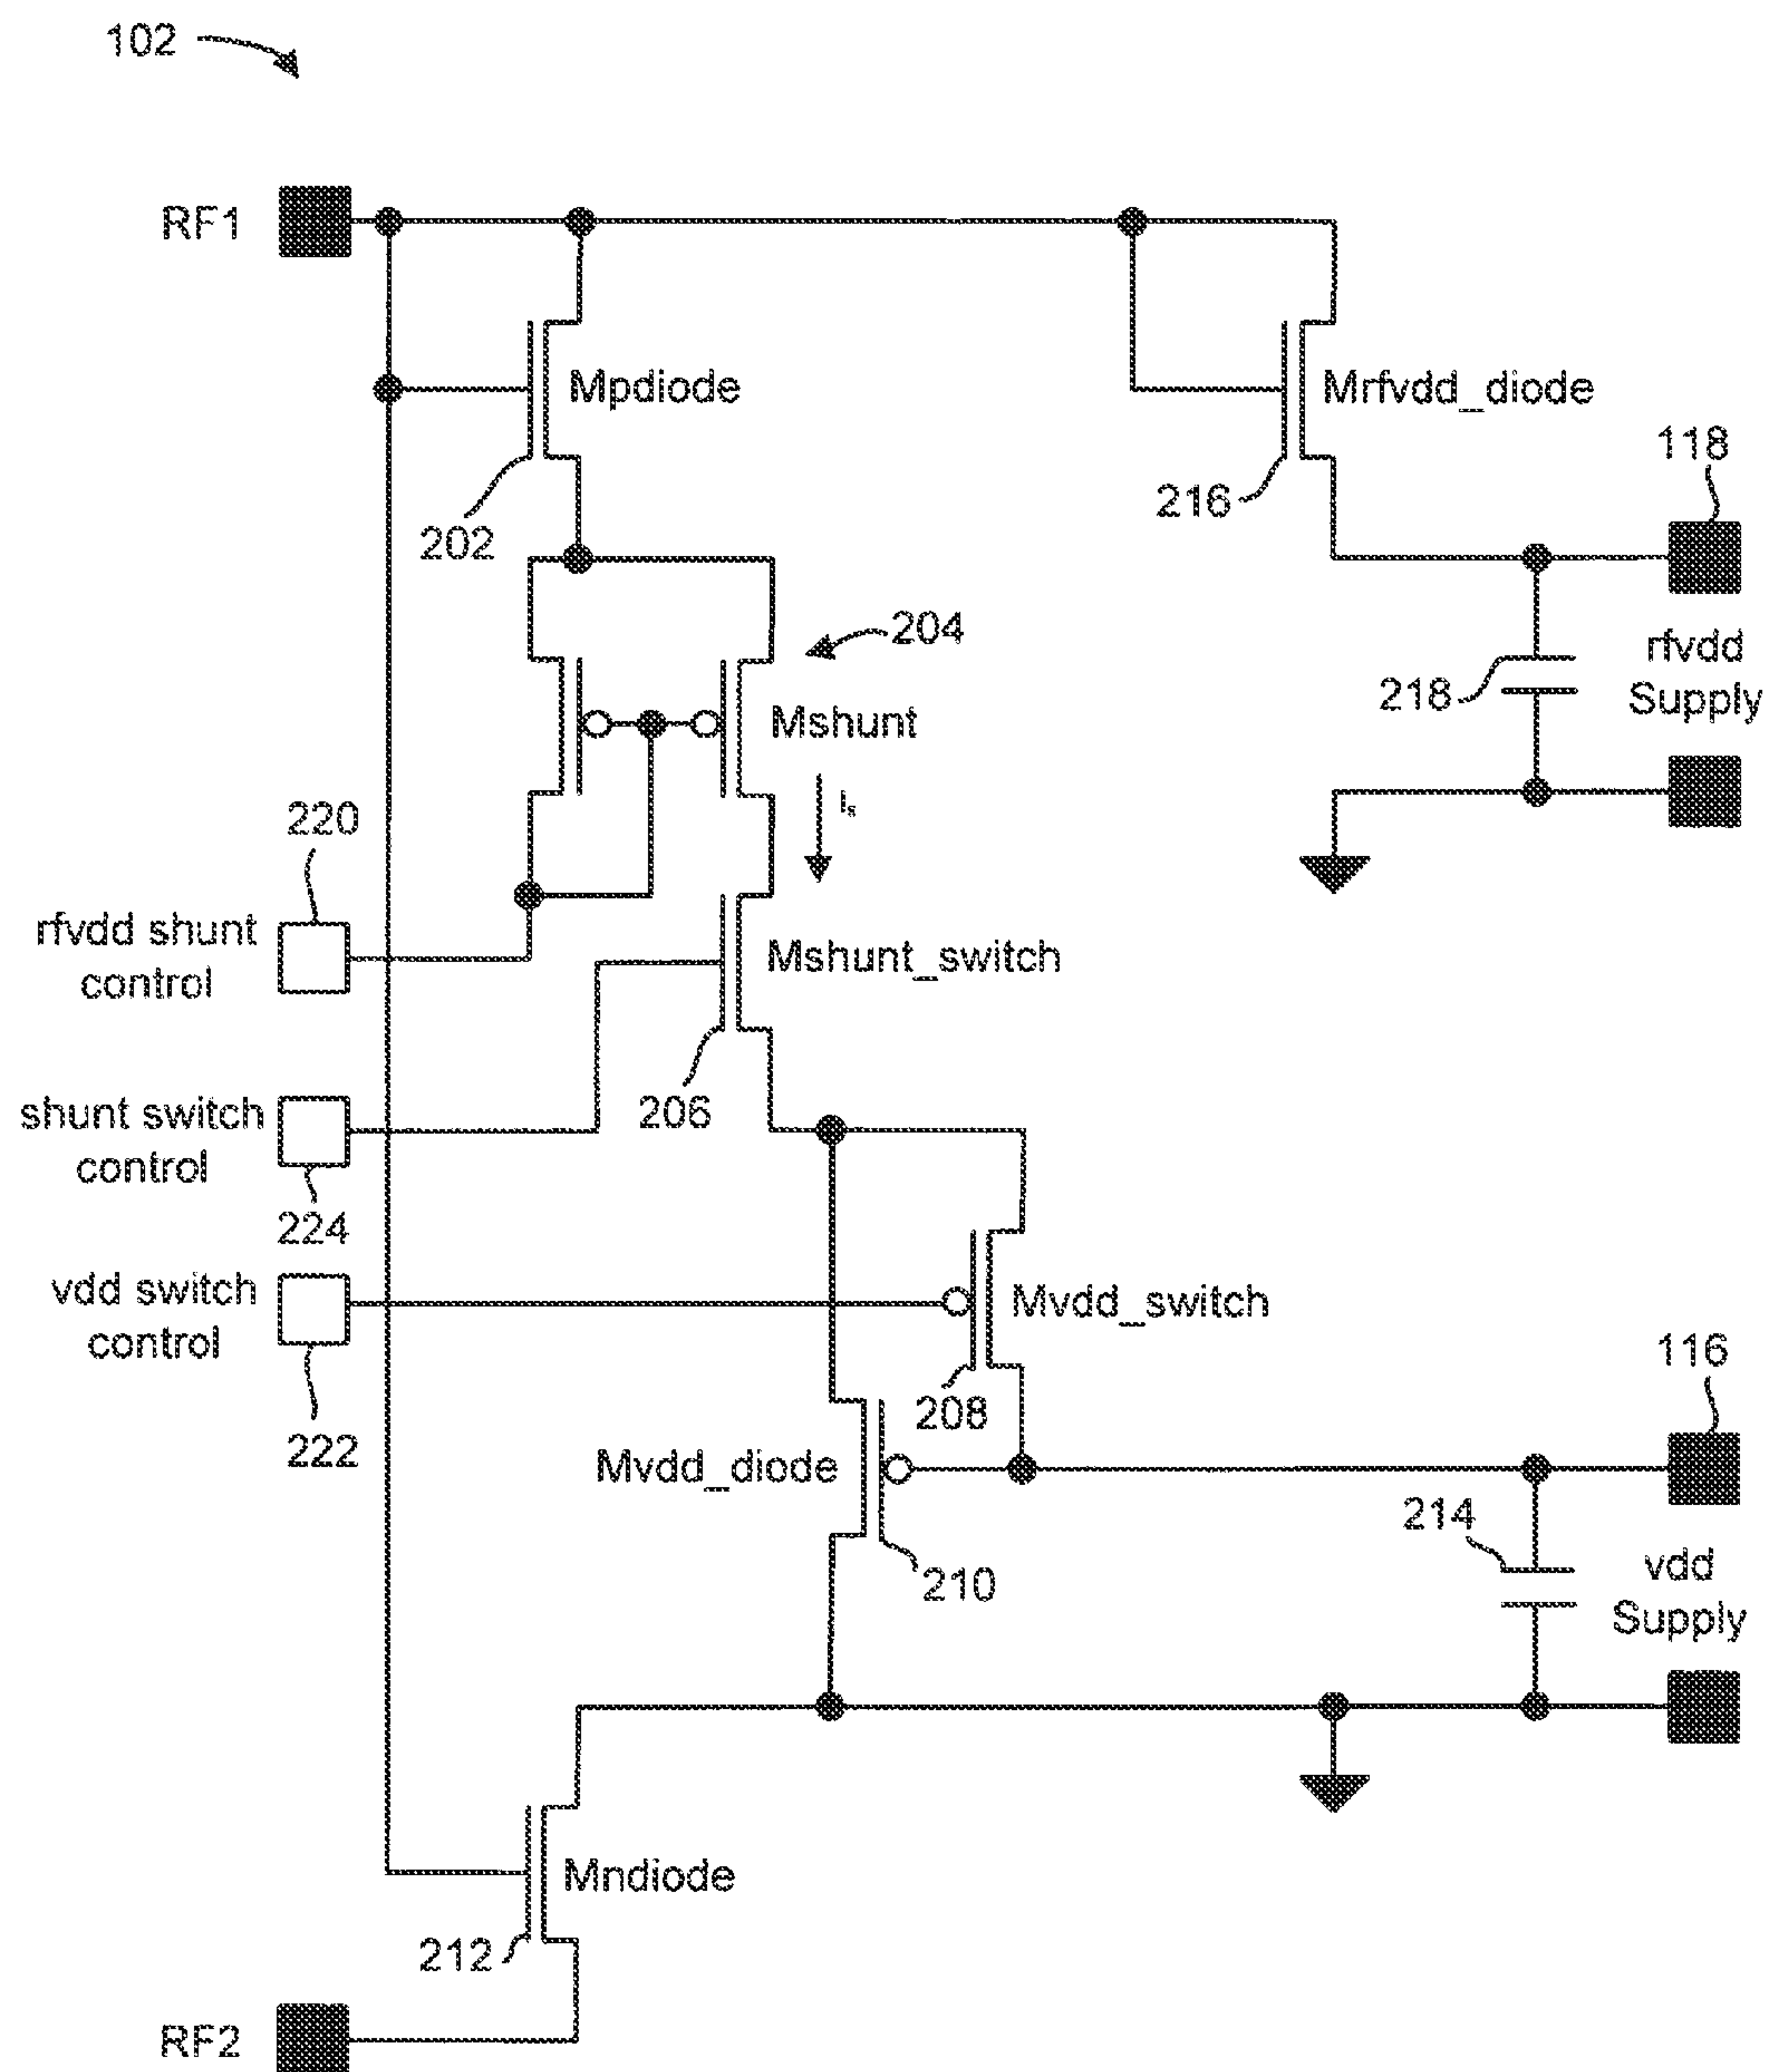 102
RF1
Mpdiode
Mrfvdd_diode
118
216
202
204
rfvdd
Supply
218
Mshunt
Is
220
rfvdd shunt
control
Mshunt_switch
shunt switch
control
206
224
vdd switch
control
Mvdd_switch
116
208
222
Mvdd_diode
214
210
vdd
Supply
Mndiode
212
RF2